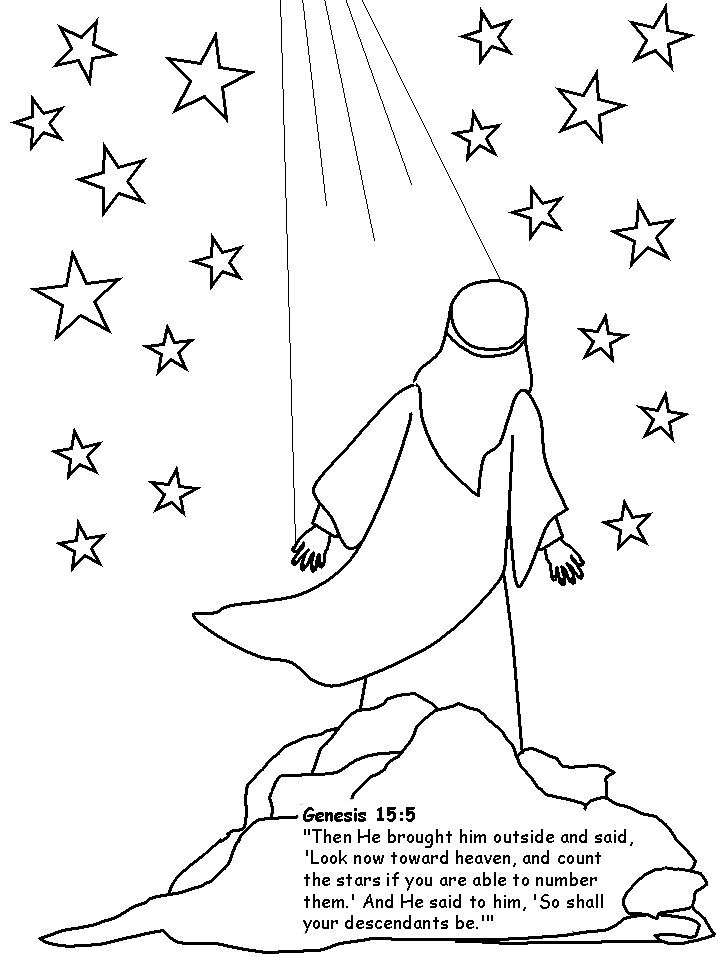 Genesis 15:5
"Then He brought him outside and said,
'Look now toward heaven, and count
the stars if you are able to number
them.' And He said to him, 'So shall
your descendants be.'"